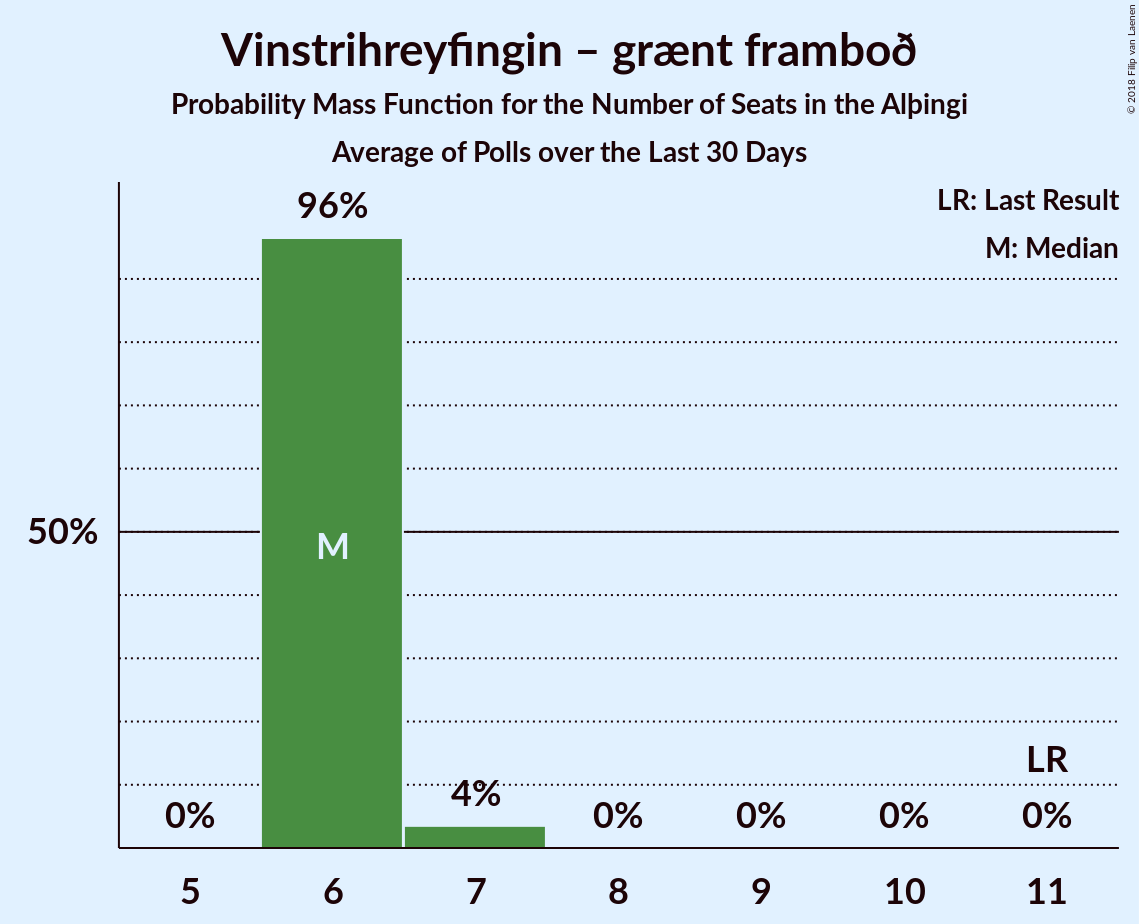 Vinstrihreyfingin – grænt framboð
Probability Mass Function for the Number of Seats in the Alþingi
Average of Polls over the Last 30 Days
© 2018 Filip van Laenen
LR: Last Result
M: Median
96%
50%
M
LR
4%
0%
0%
0%
0%
0%
5
6
7
8
9
10
11